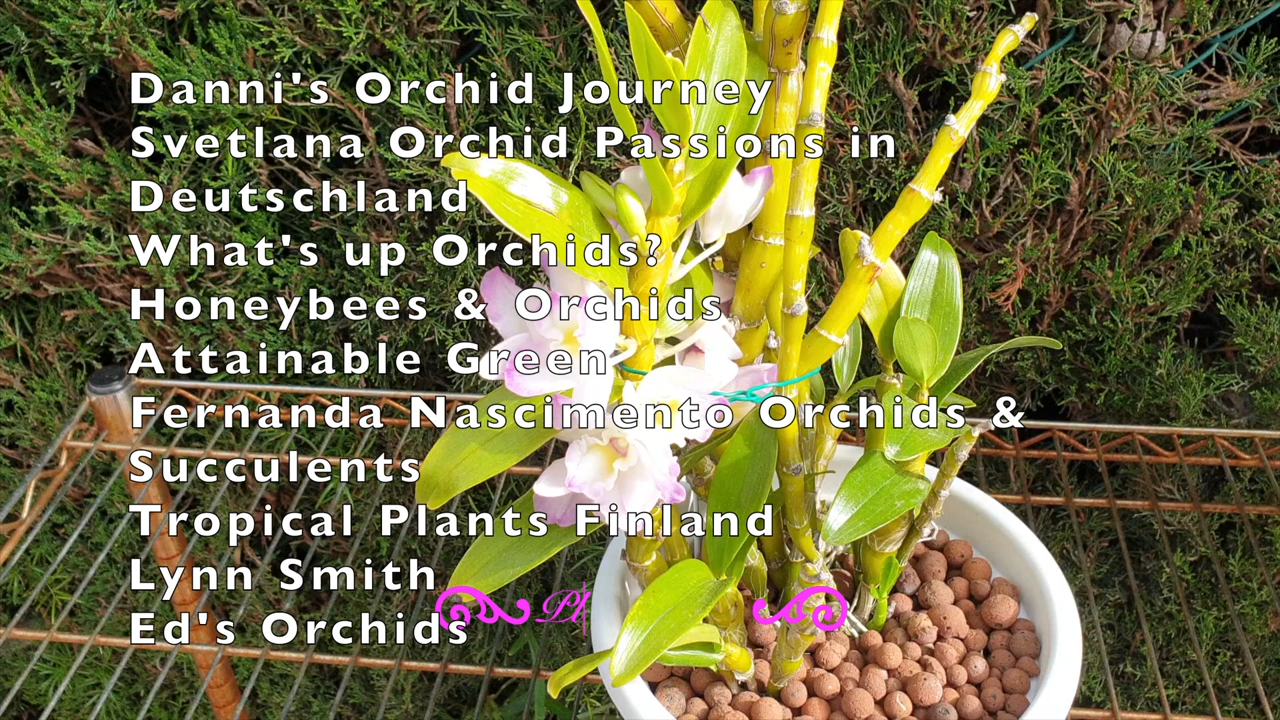 Danni's Orchid Journey
Svetlana Orchid Passions in
Deutschland
What's up Orchids?
Honeybees & Orchids
Attainable Green
Fernanda Nascimento Orchids &
Succulents
Tropical Plants Finland
Lynn Smith
Ed's Orchids